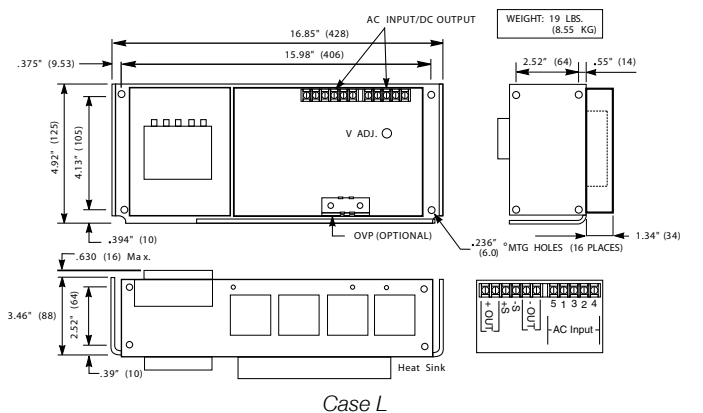 AC INPUT/DC OUTPUT
WEIGHT: 19 LBS.
(8.55 KG)
16.85" (428)
15.98" (406)
.375" (9.53)
2.52" (64)
.55" (14)
4.92" (125)
4.13" (105)
V ADJ.
.394" (10)
OVP (OPTIONAL)
.236"
(6.0)
°MTG HOLES (16 PLACES)
1.34" (34)
.630 (16) Max.
3.46" (88)
2.52" (64)
.39" (10)
Heat Sink
+ OUT
+S
-S
- OUT
5 1 3 2 4
AC Input
Case L